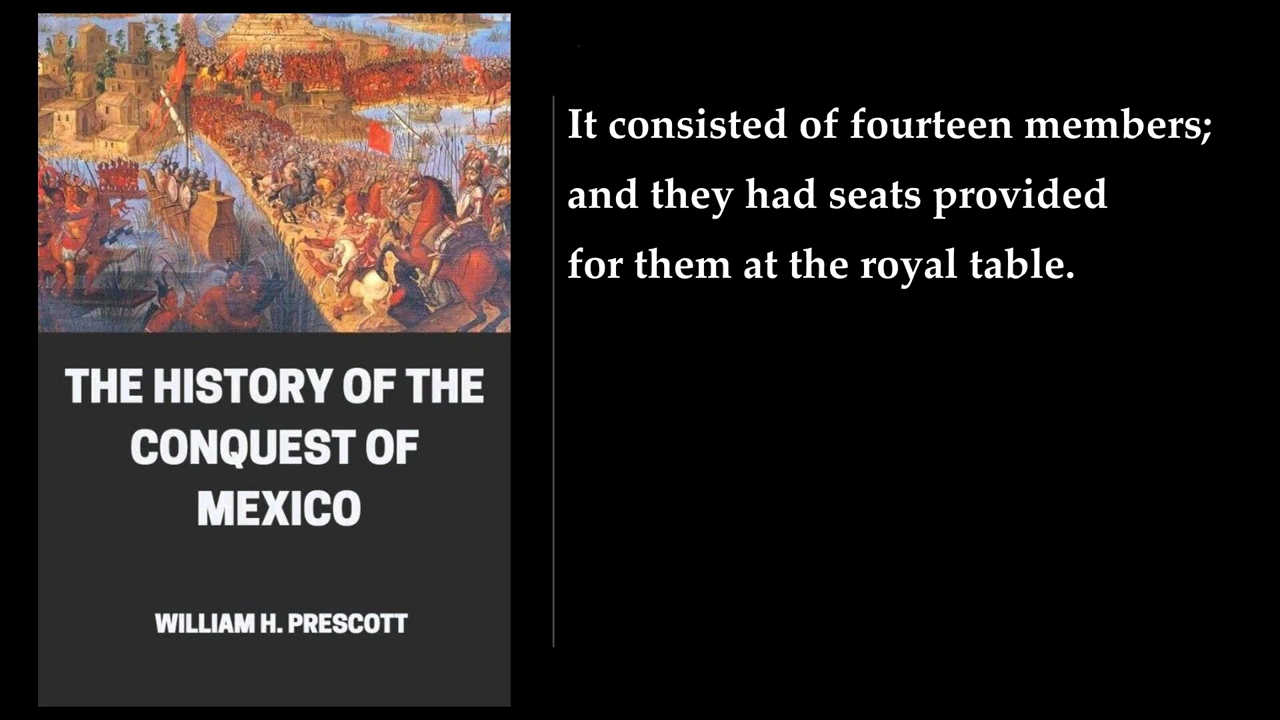 THE HISTORY OF THE
CONQUEST OF
MEXICO
WILLIAM H. PRESCOTT
It consisted of fourteen members;
and they had seats provided
for them at the royal table.